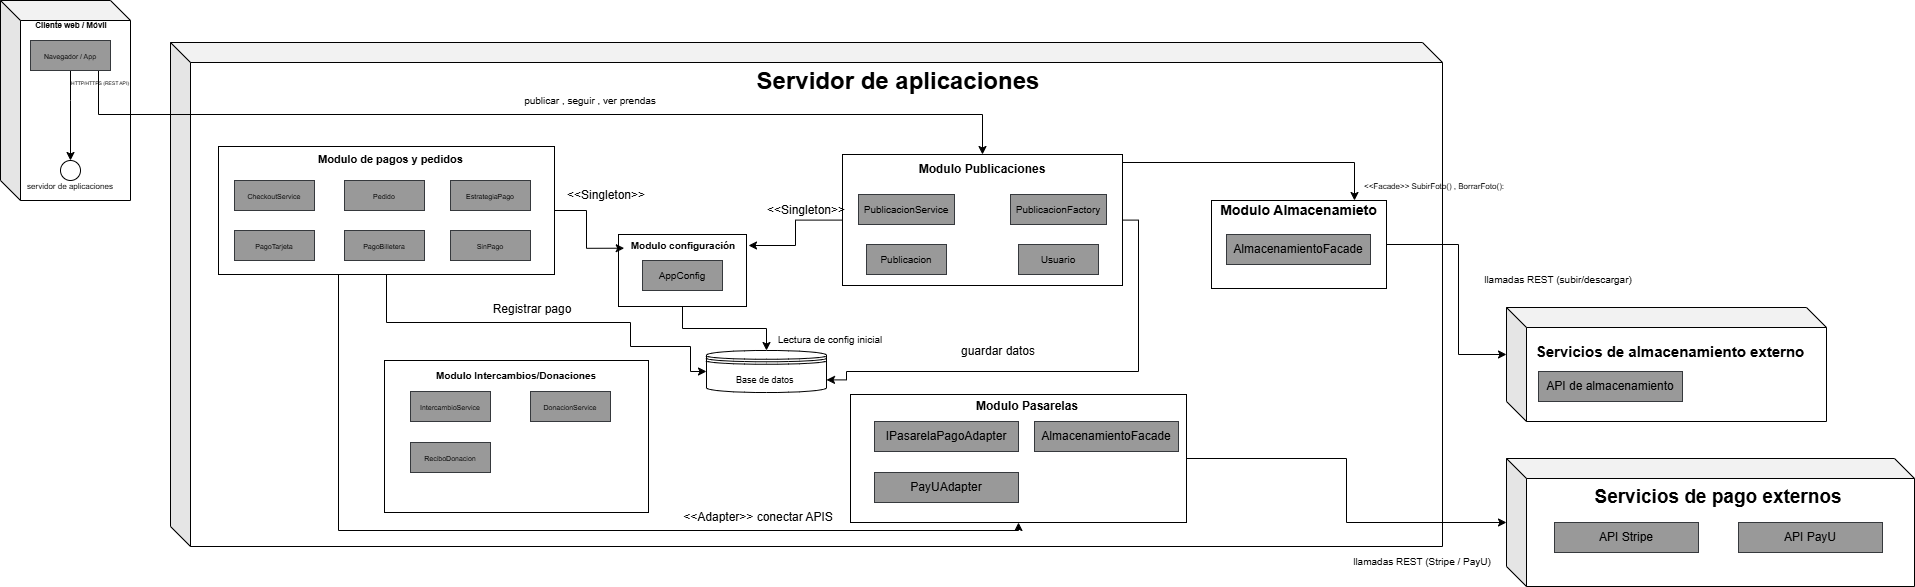 Cliente web / Móvil
Navegador / App
HTTP/HTTPS (REST API)
servidor de aplicaciones
Servidor de aplicaciones
publicar , seguir , ver prendas
Modulo de pagos y pedidos
CheckoutService
Pedido
EstrategiaPago
PagoTarjeta
PagoBilletera
SinPago
<<Singleton>>
Modulo configuración
AppConfig
<<Singleton>>
Modulo Publicaciones
PublicacionService
PublicacionFactory
Publicacion
Usuario
<<Facade>> SubirFoto() , BorrarFoto():
Modulo Almacenamieto
AlmacenamientoFacade
llamadas REST (subir/descargar)
Registrar pago
Lectura de config inicial
guardar datos
Base de datos
Servicios de almacenamiento externo
API de almacenamiento
Modulo Intercambios/Donaciones
IntercambioService
DonacionService
ReciboDonacion
Modulo Pasarelas
IPasarelaPagoAdapter
AlmacenamientoFacade
PayUAdapter
<<Adapter>> conectar APIS
Servicios de pago externos
API Stripe
API PayU
llamadas REST (Stripe / PayU)